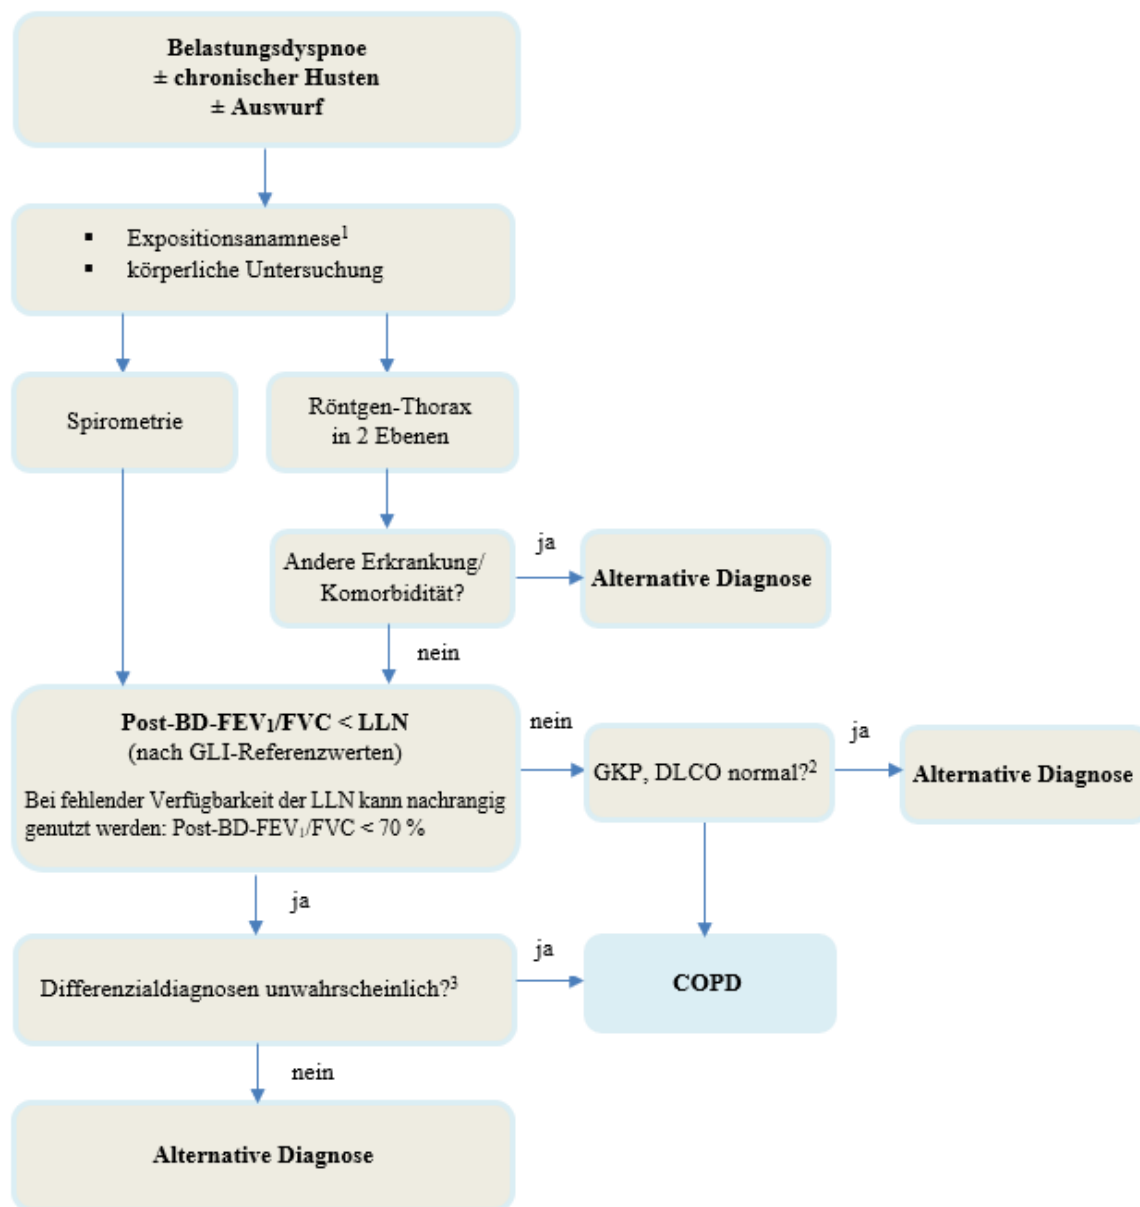 Belastungsdyspnoe
± chronischer Husten
± Auswurf
▪ Expositionsanamnese¹
▪ körperliche Untersuchung
Spirometrie
Röntgen-Thorax
in 2 Ebenen
Andere Erkrankung/
Komorbidität?
ja
Alternative Diagnose
nein
Post-BD-FEV₁/FVC < LLN
(nach GLI-Referenzwerten)
Bei fehlender Verfügbarkeit der LLN kann nachrangig
genutzt werden: Post-BD-FEV₁/FVC < 70 %
nein
GKP, DLCO normal?²
ja
Alternative Diagnose
ja
Differenzialdiagnosen unwahrscheinlich?³
ja
COPD
nein
Alternative Diagnose